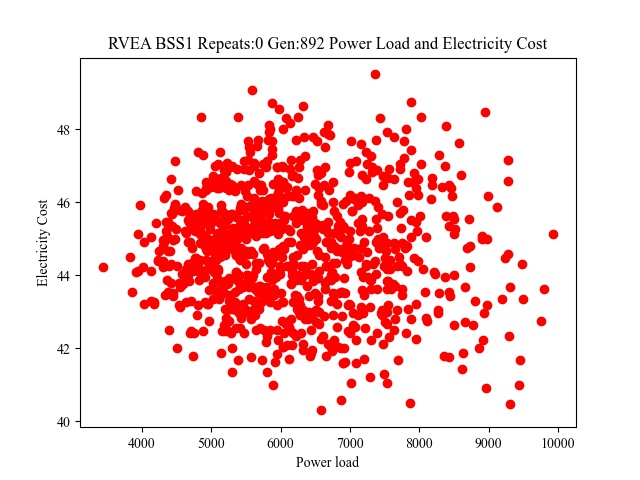 RVEA BSS1 Repeats:0 Gen:892 Power Load and Electricity Cost
48
46
44
42
40
Electricity Cost
4000 5000 6000 7000 8000 9000 10000
Power load